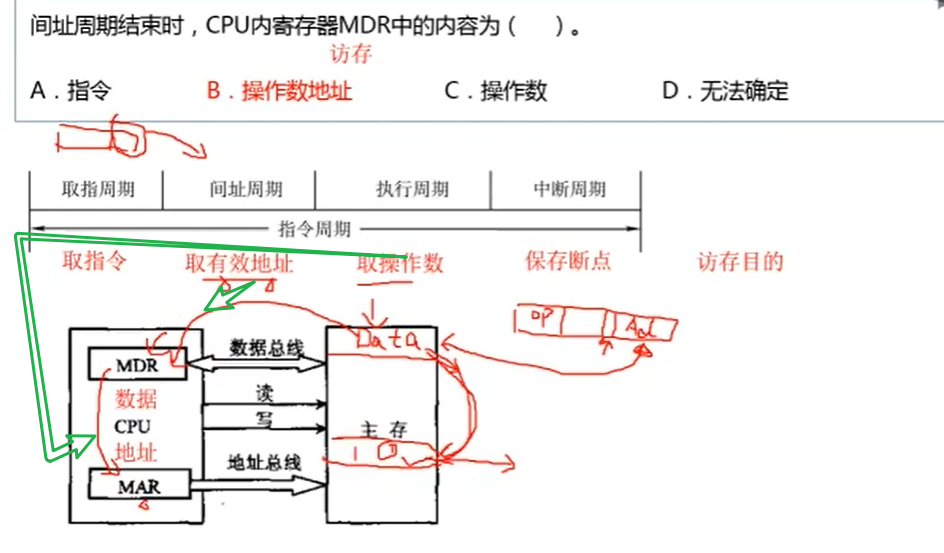 间址周期结束时，CPU内寄存器MDR中的内容为（ ）。
访存
A．指令 B．操作数地址 C．操作数 D．无法确定
取指周期 间址周期 执行周期 中断周期
指令周期
取指令 取有效地址 取操作数 保存断点 访存目的
OP Ad
Data
数据总线
MDR
读
数据
写
CPU
主存
地址
1 0
地址总线
MAR